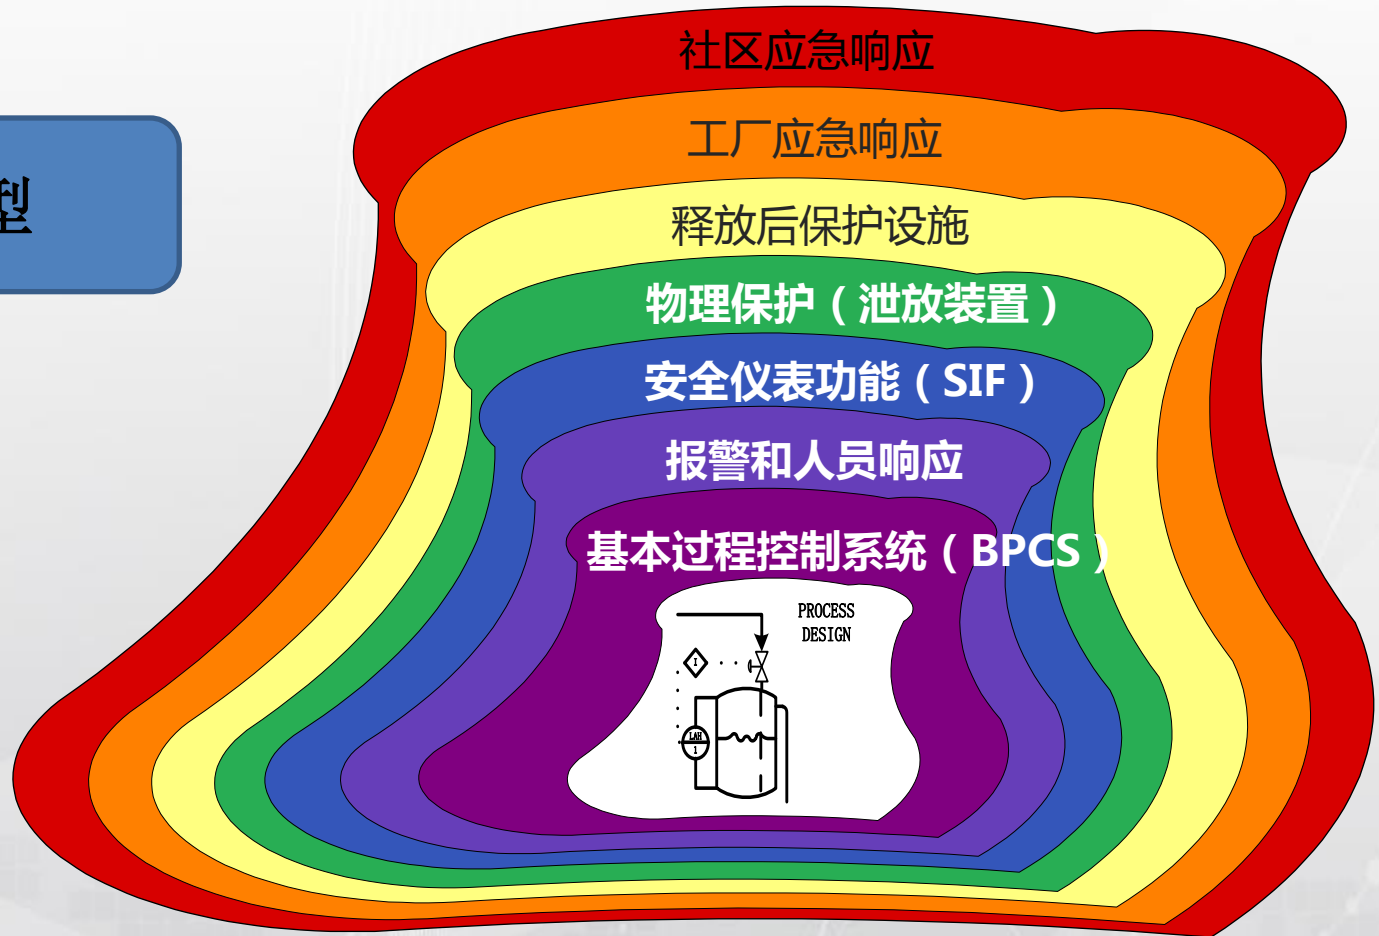 社区应急响应
工厂应急响应
型
释放后保护设施
物理保护（泄放装置）
安全仪表功能（SIF）
报警和人员响应
基本过程控制系统（BPCS）
PROCESS
DESIGN
I
LAH
1